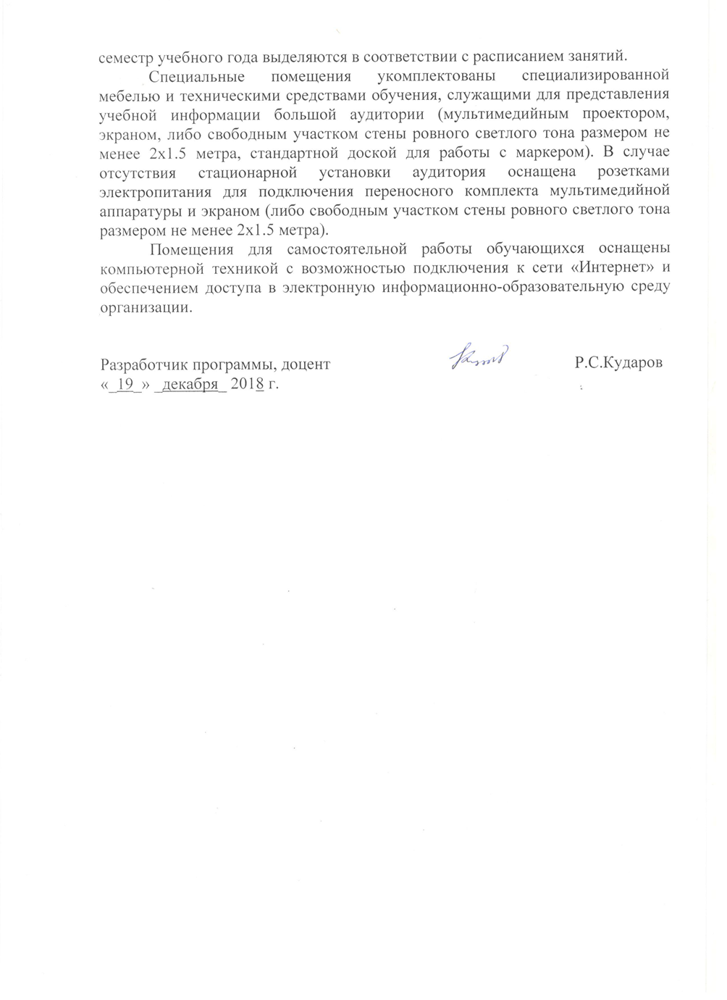 семестр учебного года выделяются в соответствии с расписанием занятий.
Специальные помещения укомплектованы специализированной
мебелью и техническими средствами обучения, служащими для представления
учебной информации большой аудитории (мультимедийным проектором,
экраном, либо свободным участком стены ровного светлого тона размером не
менее 2х1.5 метра, стандартной доской для работы с маркером). В случае
отсутствия стационарной установки аудитория оснащена розетками
электропитания для подключения переносного комплекта мультимедийной
аппаратуры и экраном (либо свободным участком стены ровного светлого тона
размером не менее 2х1.5 метра).
Помещения для самостоятельной работы обучающихся оснащены
компьютерной техникой с возможностью подключения к сети «Интернет» и
обеспечением доступа в электронную информационно-образовательную среду
организации.
Разработчик программы, доцент Р.С.Кударов
«_19_» _декабря_ 2018 г.